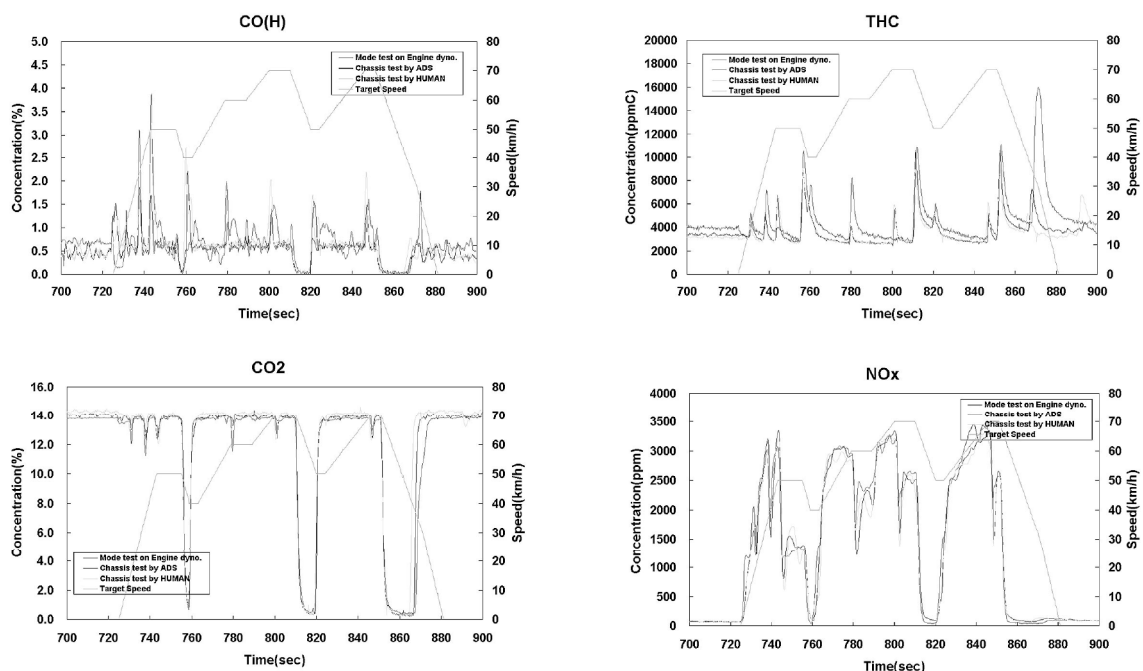 CO(H)
Concentration(%)
5.0
4.5
4.0
3.5
3.0
2.5
2.0
1.5
1.0
0.5
0.0
Mode test on Engine dyno.
Chassis test by ADS
Chassis test by HUMAN
Target Speed
80
70
60
50
40
30
20
10
0
Speed(km/h)
700 720 740 760 780 800 820 840 860 880 900
Time(sec)
THC
Concentration(ppmC)
20000
18000
16000
14000
12000
10000
8000
6000
4000
2000
0
Mode test on Engine dyno.
Chassis test by ADS
Chassis test by HUMAN
Target Speed
80
70
60
50
40
30
20
10
0
Speed(km/h)
700 720 740 760 780 800 820 840 860 880 900
Time(sec)
CO2
Concentration(%)
16.0
14.0
12.0
10.0
8.0
6.0
4.0
2.0
0.0
Mode test on Engine dyno.
Chassis test by ADS
Chassis test by HUMAN
Target Speed
80
70
60
50
40
30
20
10
0
Speed(km/h)
700 720 740 760 780 800 820 840 860 880 900
Time(sec)
NOx
Concentration(ppm)
4000
3500
3000
2500
2000
1500
1000
500
0
Mode test on Engine dyno.
Chassis test by ADS
Chassis test by HUMAN
Target Speed
80
70
60
50
40
30
20
10
0
Speed(km/h)
700 720 740 760 780 800 820 840 860 880 900
Time(sec)